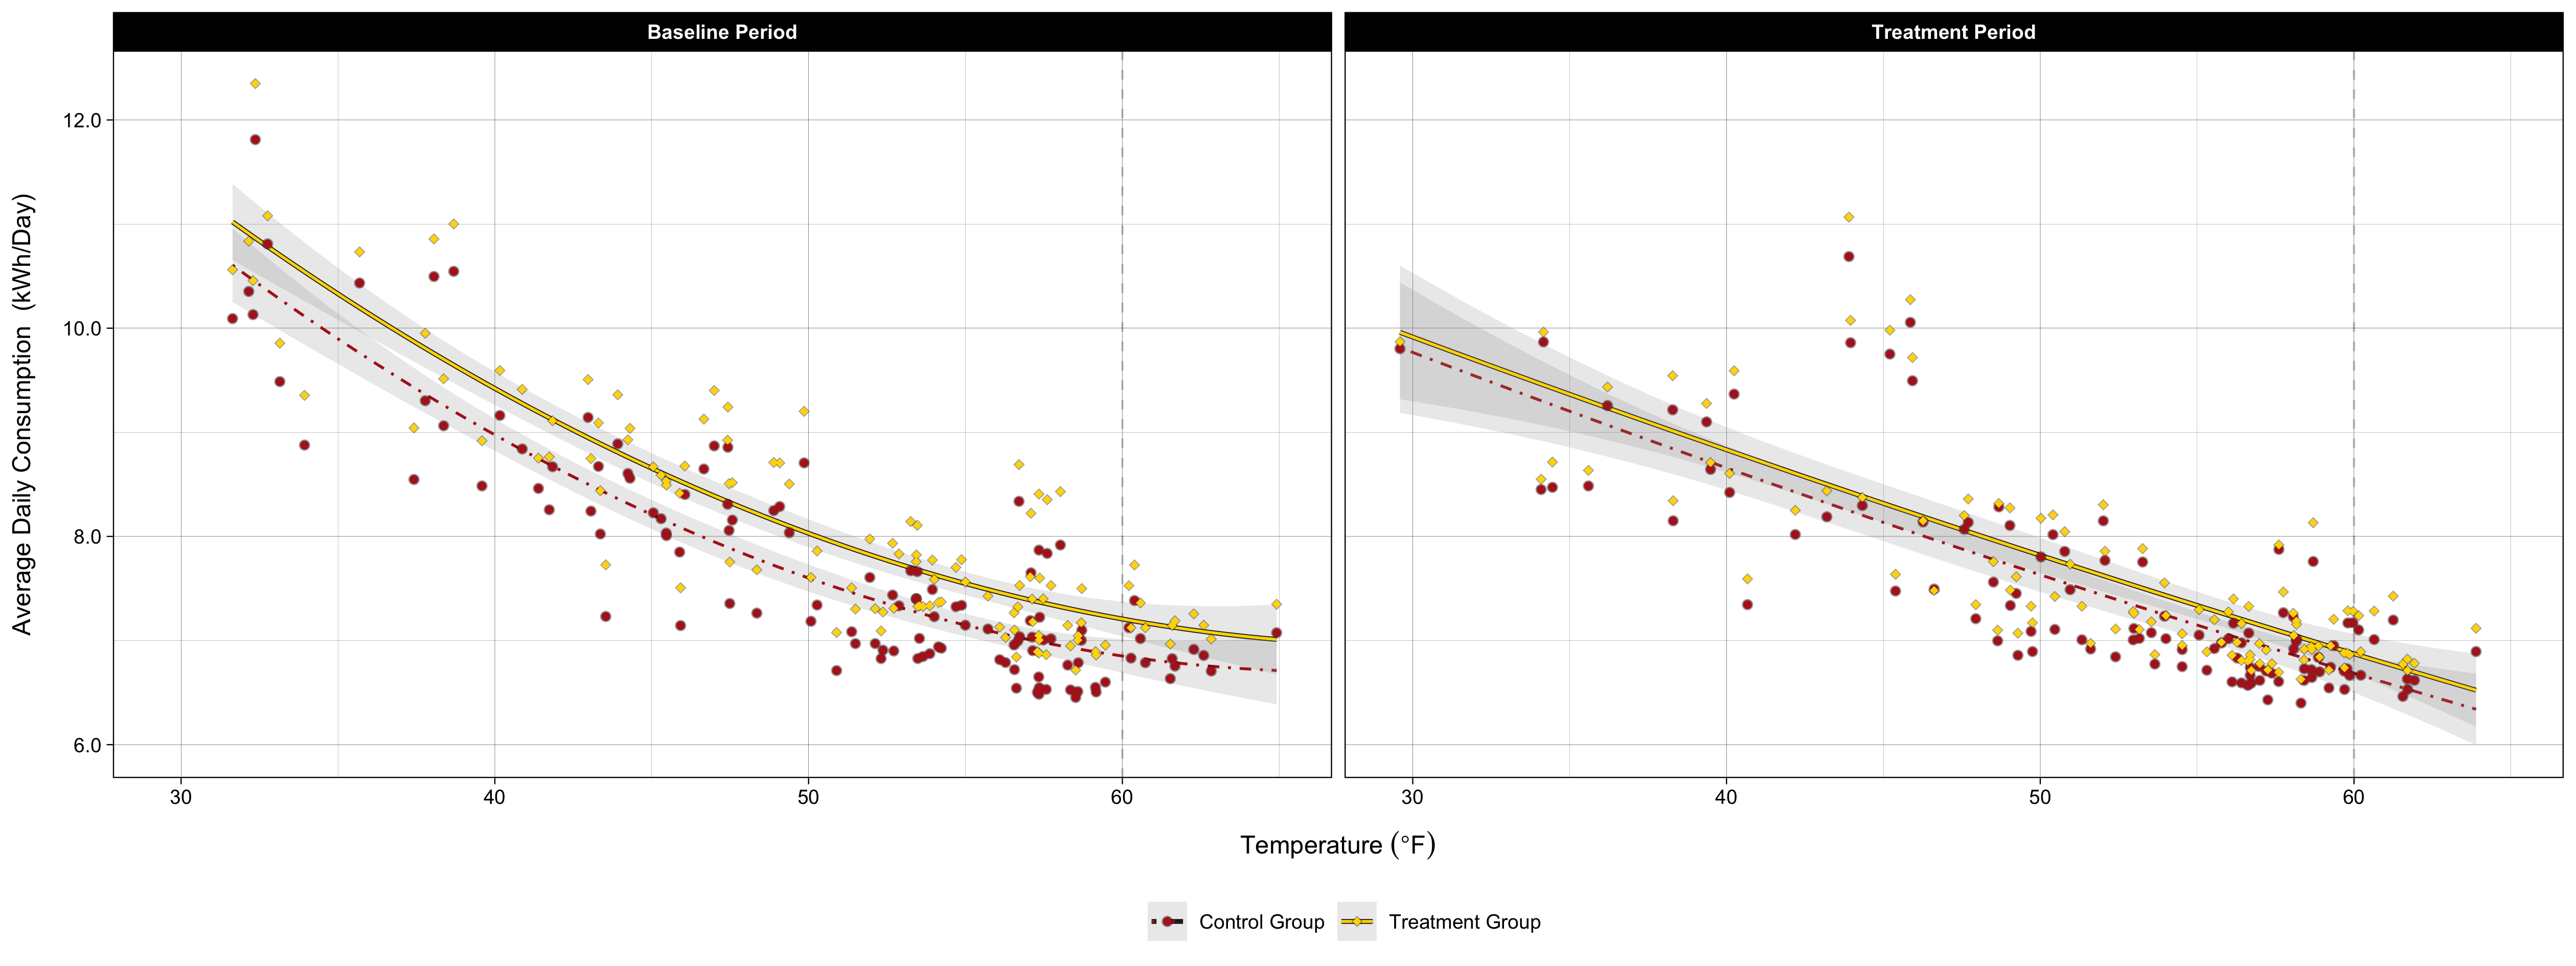 Baseline Period
Treatment Period
Average Daily Consumption (kWh/Day)
12.0
10.0
8.0
6.0
30 40 50 60
30 40 50 60
Temperature (°F)
Control Group Treatment Group